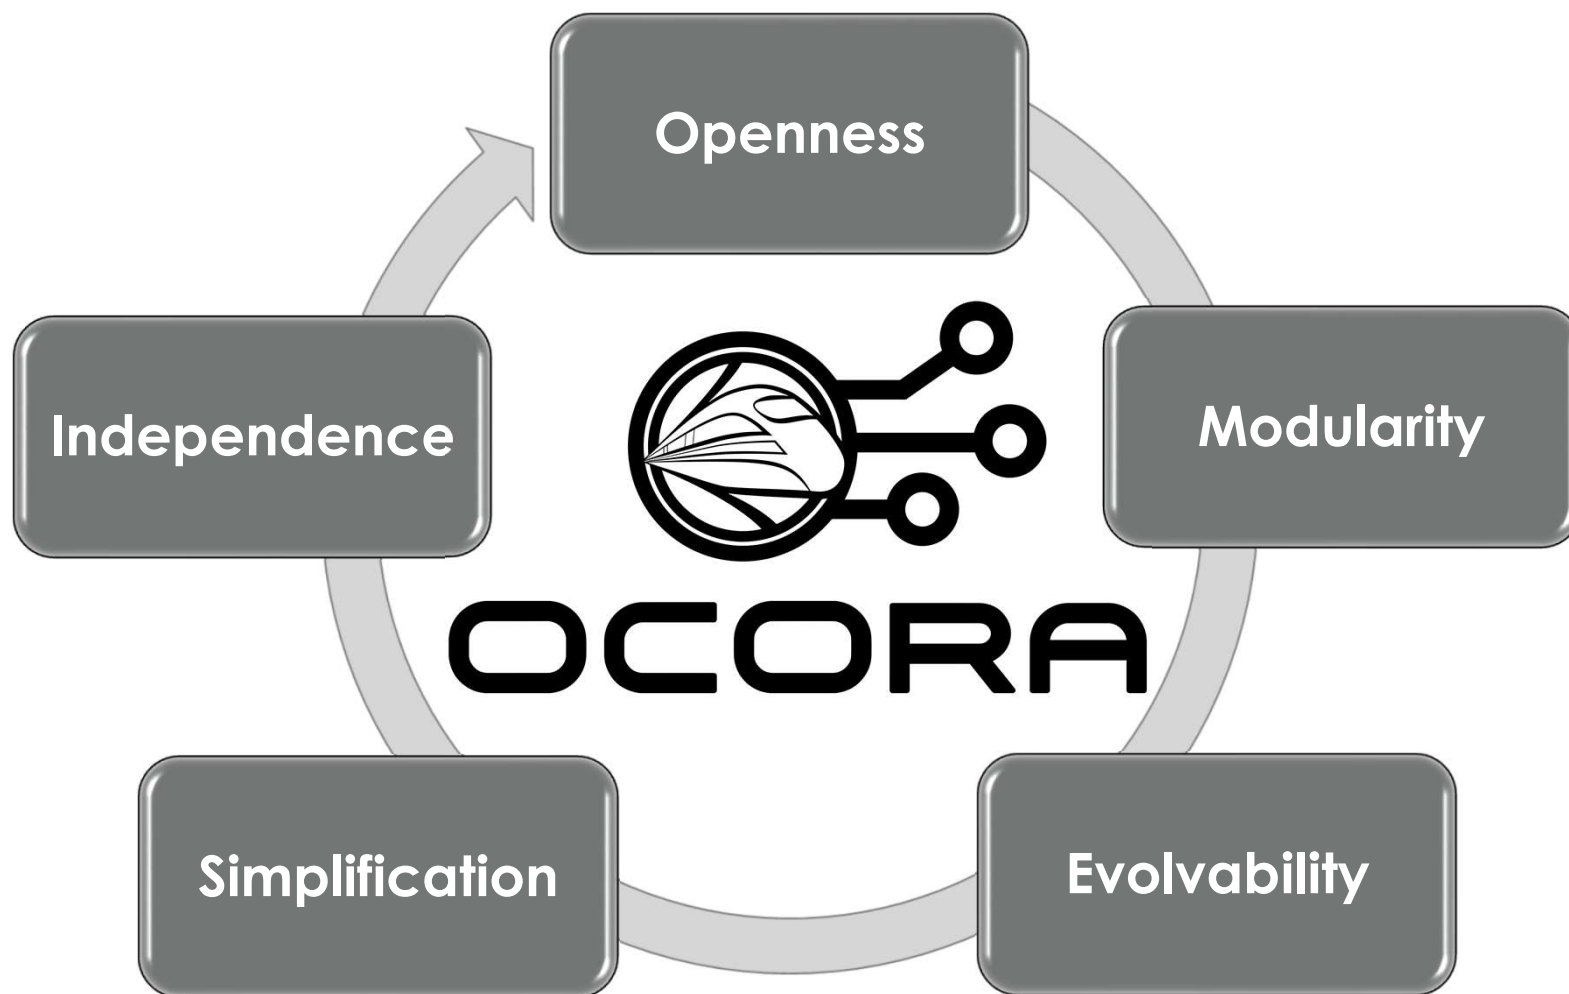 Openness
Modularity
Independence
OCORA
Simplification
Evolvability